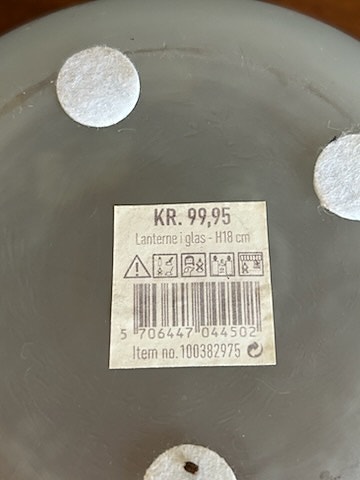 KR. 99,95
Lanterne i glas - H18 cm
5 706447 044502
Item no. 100382975